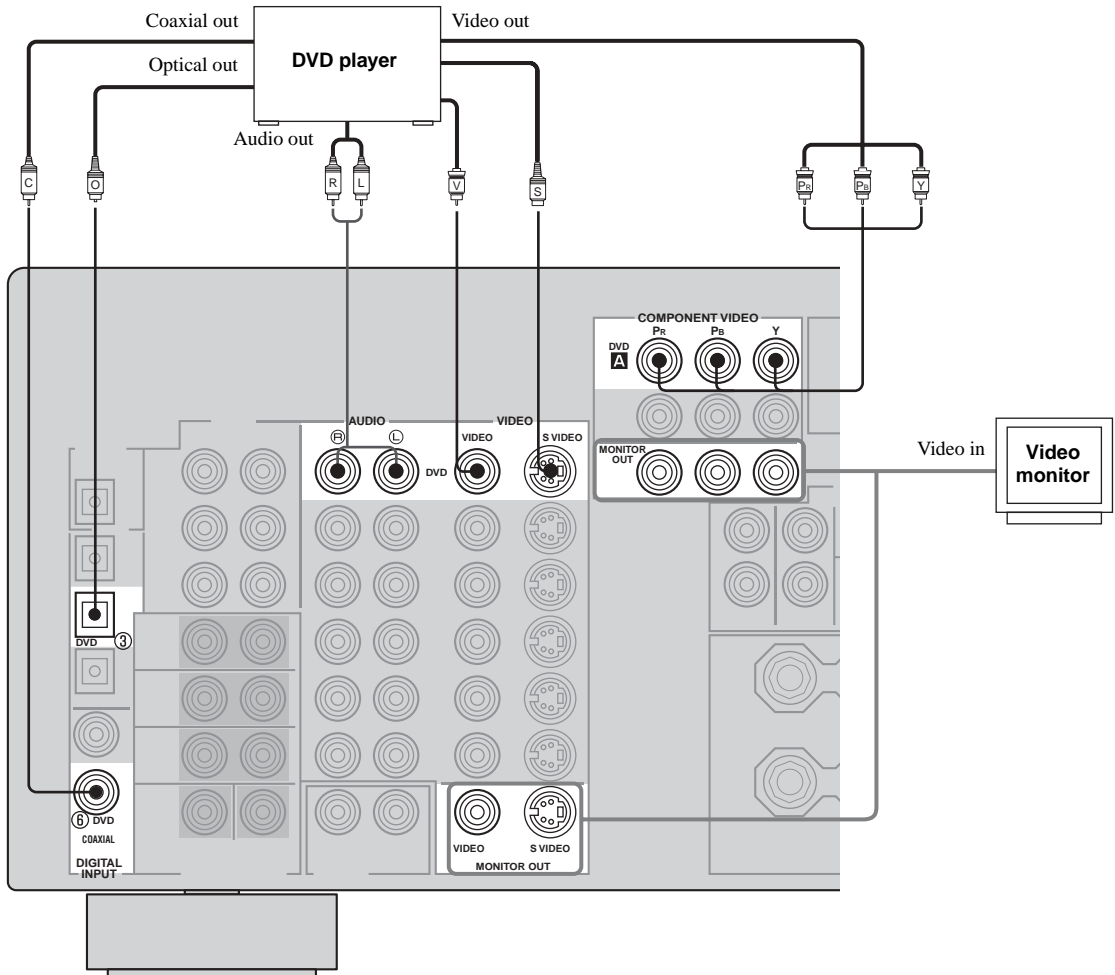 Coaxial out
Video out
DVD player
Optical out
Audio out
C
O
R
L
V
S
PR
PB
Y
COMPONENT VIDEO
PR
PB
Y
DVD
A
AUDIO
VIDEO
R
L
VIDEO
S VIDEO
DVD
MONITOR
OUT
Video in
Video
monitor
DVD
③
⑥ DVD
COAXIAL
DIGITAL
INPUT
VIDEO
S VIDEO
MONITOR OUT